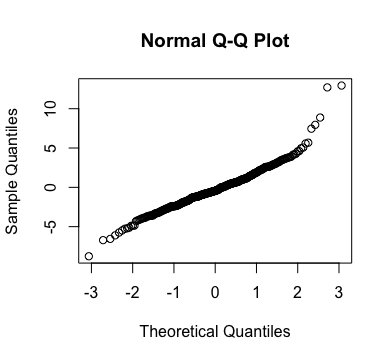 Normal Q-Q Plot
Sample Quantiles
10
5
0
-5
-3 -2 -1 0 1 2 3
Theoretical Quantiles